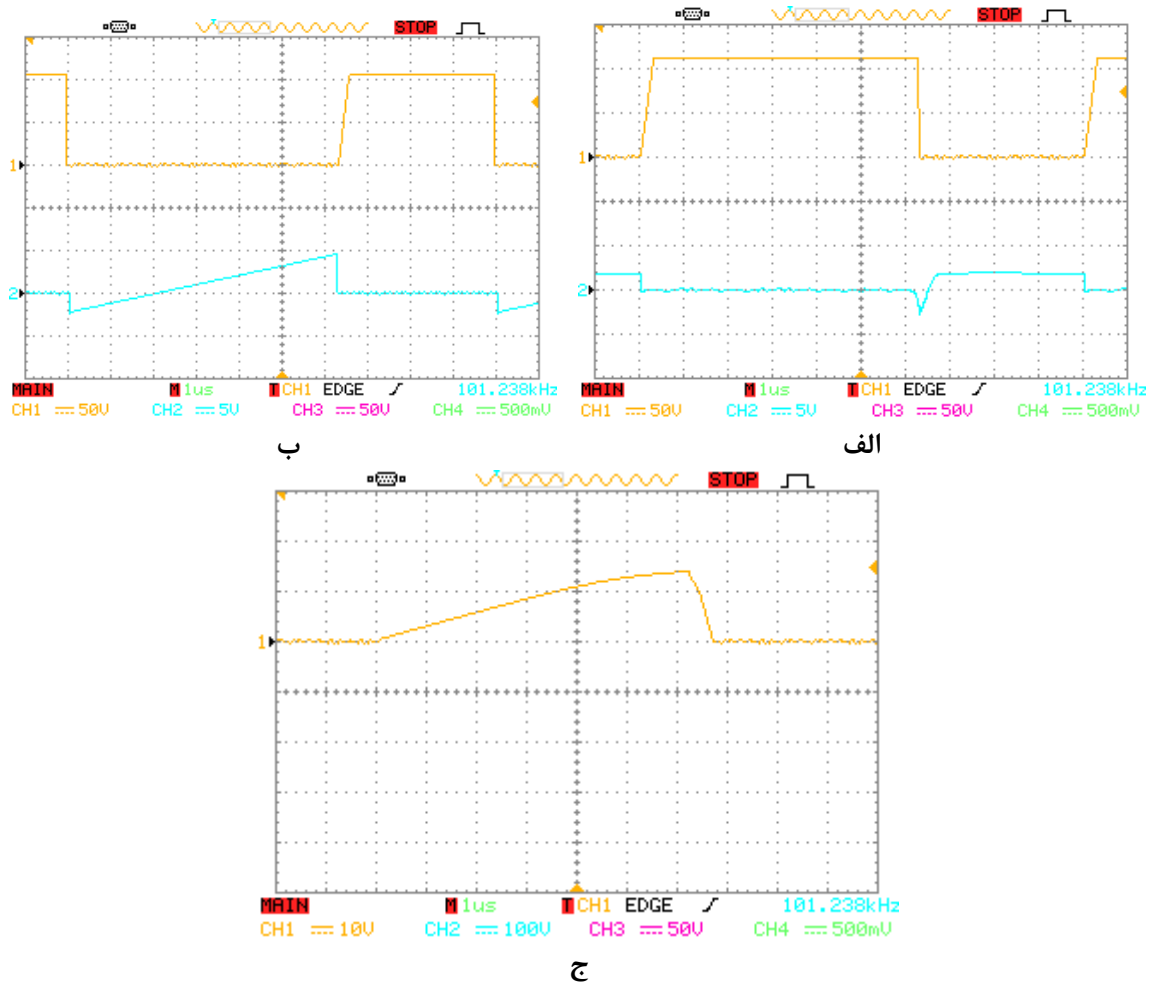 STOP
1
2
MAIN M 1us T CH1 EDGE 101.238kHz
CH1 50V CH2 5V CH3 50V CH4 500mV
ب
STOP
1
2
MAIN M 1us T CH1 EDGE 101.238kHz
CH1 50V CH2 5V CH3 50V CH4 500mV
الف
STOP
1
MAIN M 1us T CH1 EDGE 101.238kHz
CH1 10V CH2 100V CH3 50V CH4 500mV
ج